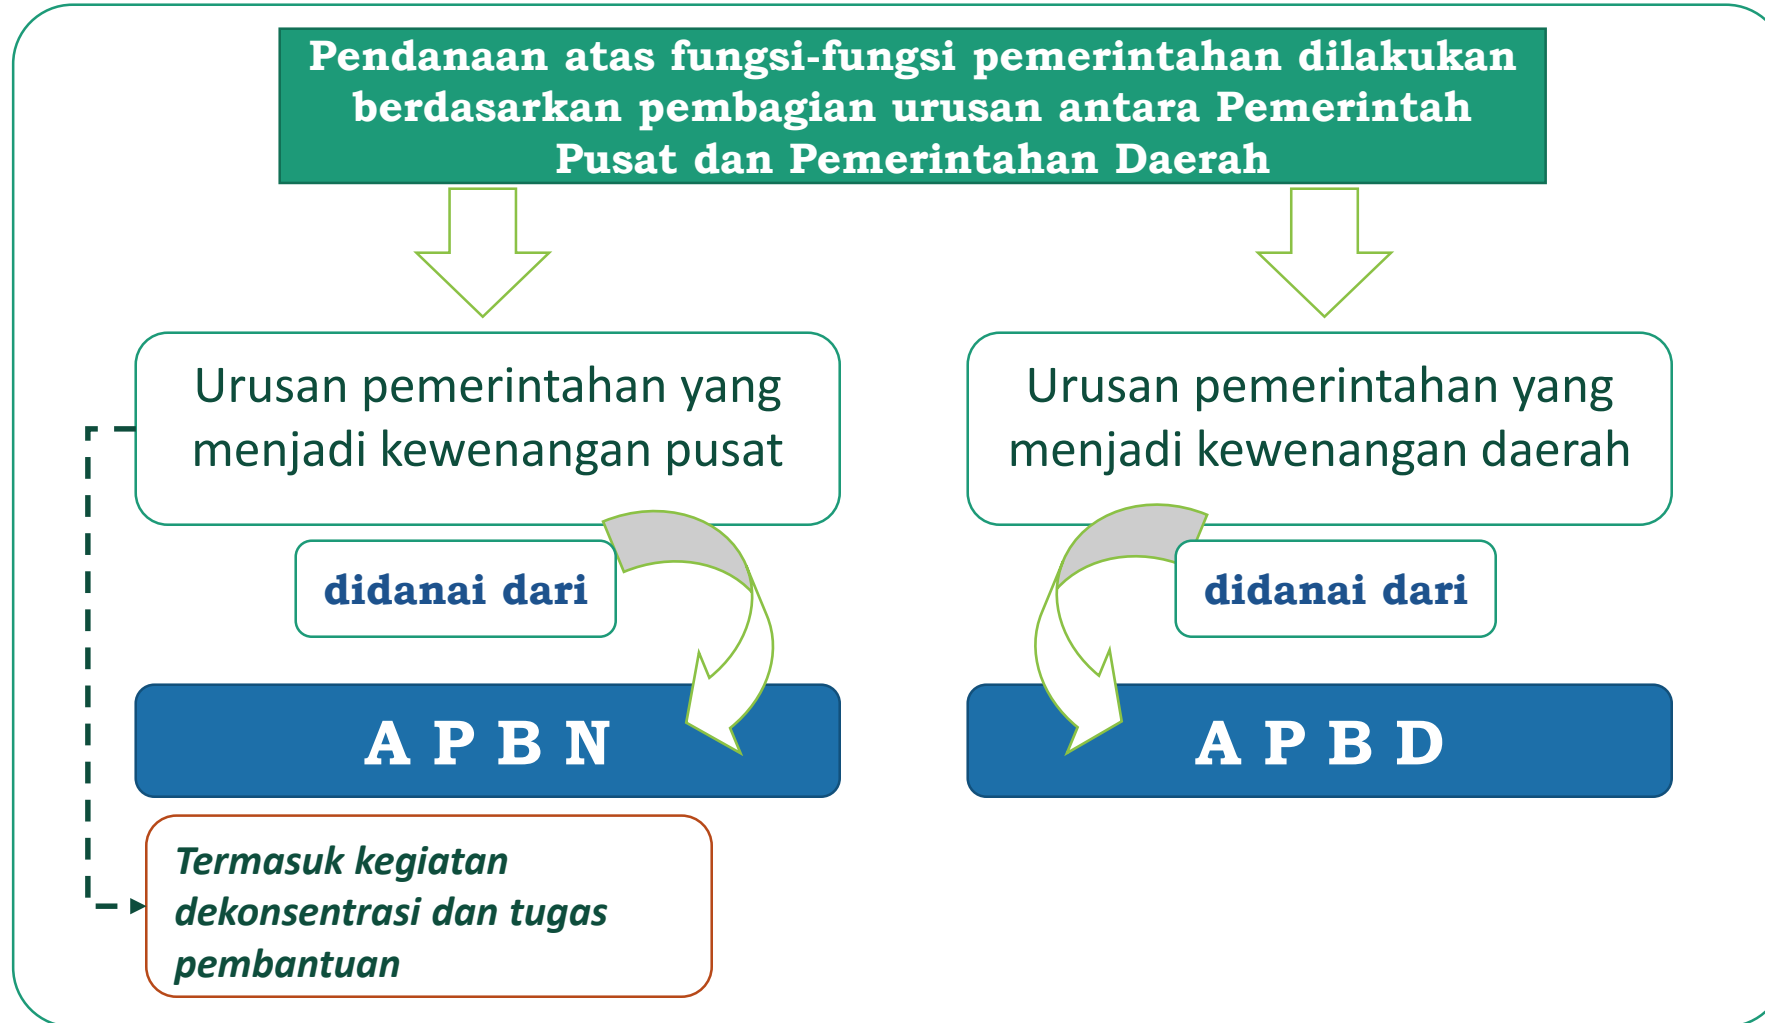 Pendanaan atas fungsi-fungsi pemerintahan dilakukan
berdasarkan pembagian urusan antara Pemerintah
Pusat dan Pemerintahan Daerah
Urusan pemerintahan yang
menjadi kewenangan pusat
Urusan pemerintahan yang
menjadi kewenangan daerah
didanai dari
didanai dari
A P B N
A P B D
Termasuk kegiatan
dekonsentrasi dan tugas
pembantuan